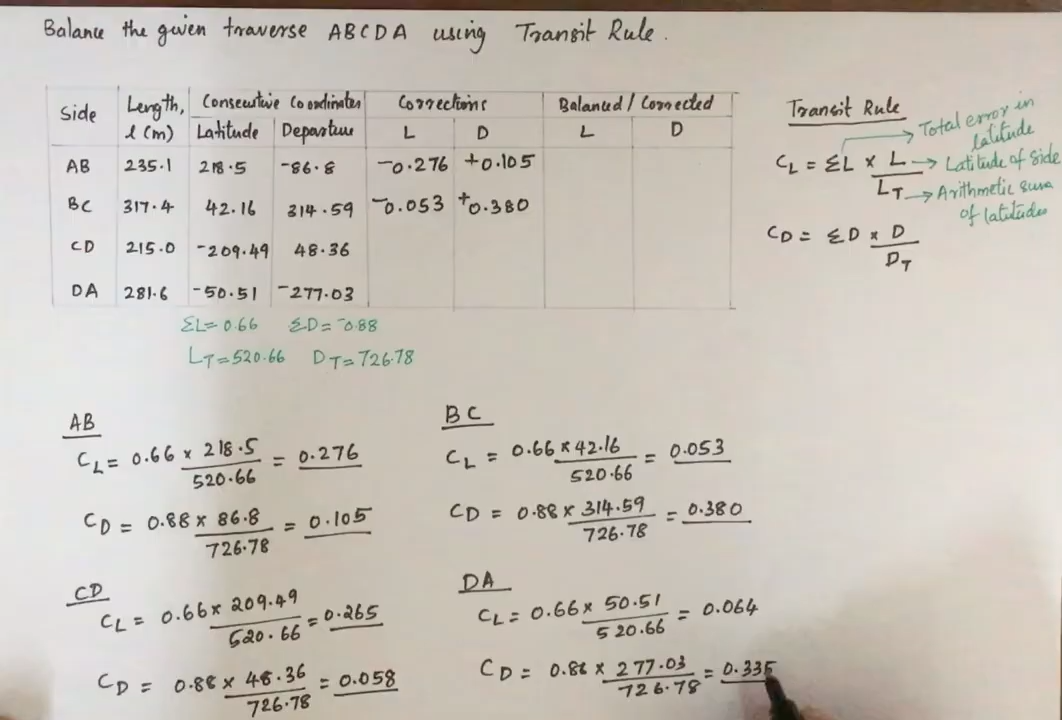 Balance the given traverse ABCDA using Transit Rule.
Side | Length, l (m) | Consecutive Coordinates | Corrections | Balanced / Corrected
Latitude | Departure | L | D | L | D
AB | 235.1 | 218.5 | -86.8 | -0.276 | +0.105
BC | 317.4 | 42.16 | 314.59 | -0.053 | +0.380
CD | 215.0 | -209.49 | 48.36
DA | 281.6 | -50.51 | -277.03
ΣL= 0.66 ΣD= -0.88
LT=520.66 DT=726.78
Transit Rule
CL = ΣL × L/LT
Total error in latitude
Latitude of side
Arithmetic sum of latitudes
CD = ΣD × D/DT
AB
CL= 0.66 × 218.5/520.66 = 0.276
CD = 0.88 × 86.8/726.78 = 0.105
BC
CL = 0.66 × 42.16/520.66 = 0.053
CD = 0.88 × 314.59/726.78 = 0.380
CD
CL = 0.66 × 209.49/520.66 = 0.265
CD = 0.88 × 48.36/726.78 = 0.058
DA
CL = 0.66 × 50.51/520.66 = 0.064
CD = 0.88 × 277.03/726.78 = 0.335